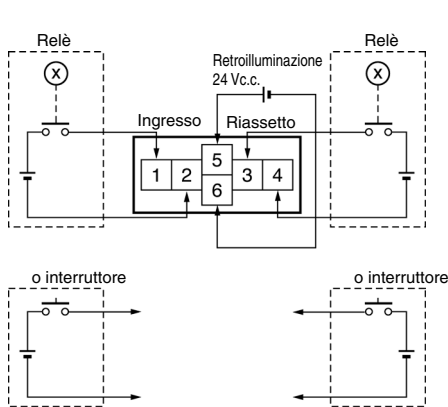 Relè
Relè
X
Retroilluminazione
24 Vc.c.
X
Ingresso
Riassetto
1
2
5
6
3
4
o interruttore
o interruttore